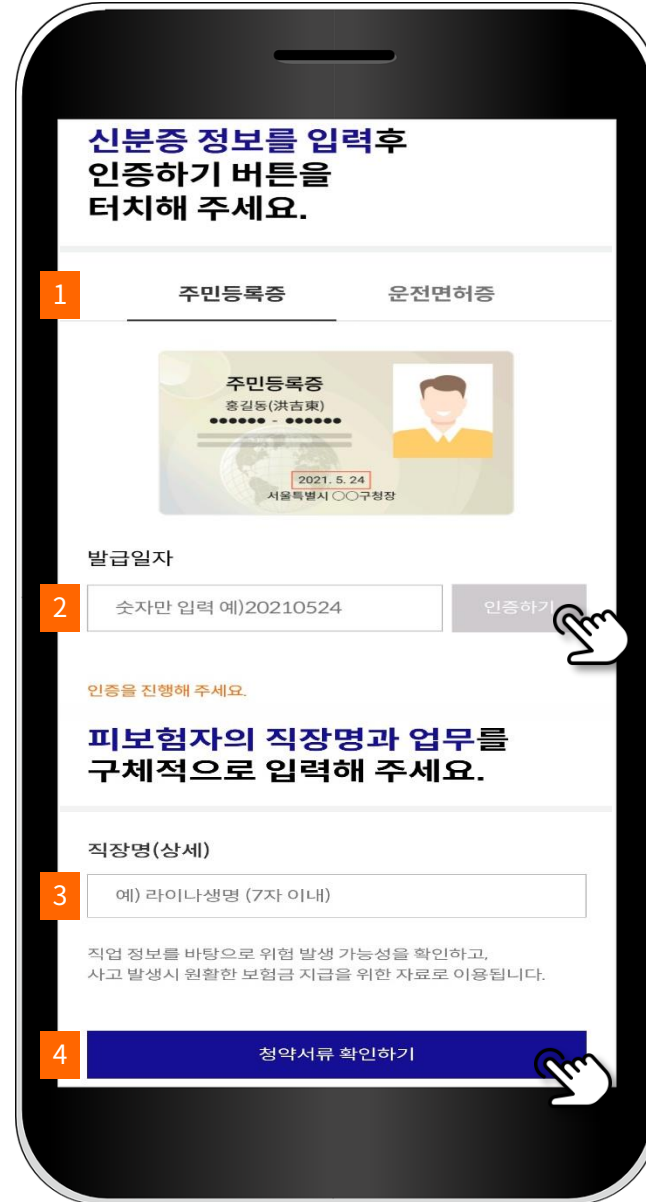 신분증 정보를 입력후
인증하기 버튼을
터치해 주세요.
1
주민등록증
운전면허증
주민등록증
홍길동(洪吉東)
●●●●●● - ●●●●●●
2021. 5. 24
서울특별시 ○○구청장
발급일자
2
숫자만 입력 예)20210524
인증하기
인증을 진행해 주세요.
피보험자의 직장명과 업무를
구체적으로 입력해 주세요.
직장명(상세)
3
예) 라이나생명 (7자 이내)
직업 정보를 바탕으로 위험 발생 가능성을 확인하고,
사고 발생시 원활한 보험금 지급을 위한 자료로 이용됩니다.
4
청약서류 확인하기